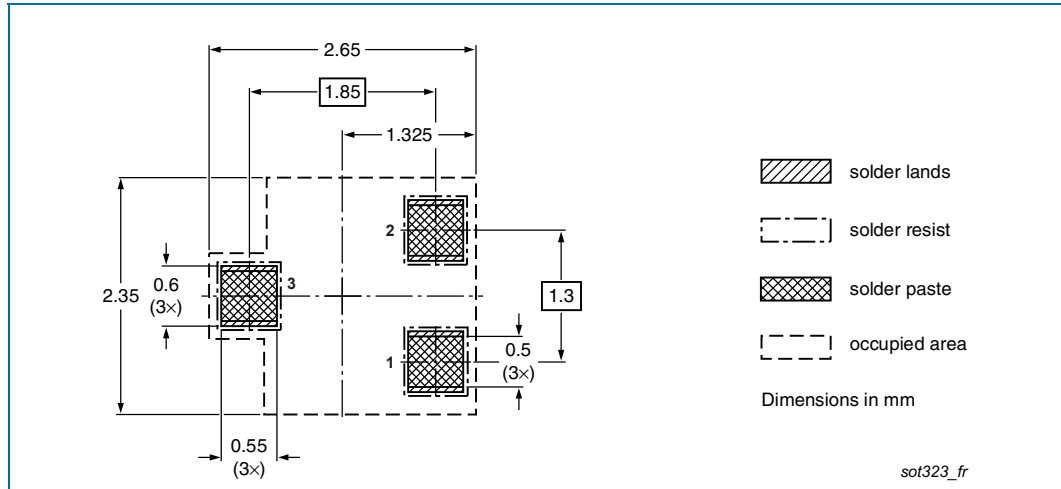 2.65
1.85
1.325
solder lands
2
solder resist
0.6
(3×)
3
2.35
1.3
solder paste
0.5
(3×)
1
occupied area
Dimensions in mm
0.55
(3×)
sot323_fr